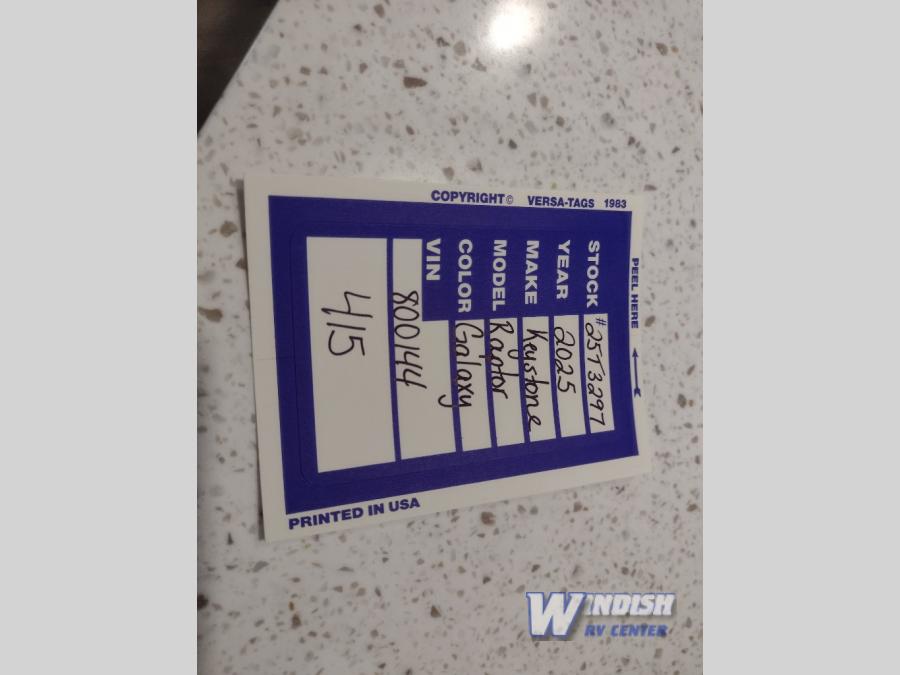 PEEL HERE
STOCK # 25T3297
YEAR 2025
MAKE Keystone
MODEL Raptor
COLOR Galaxy
VIN 800144
415
COPYRIGHT © VERSA-TAGS 1983
PRINTED IN USA
WINDISH
RV CENTER